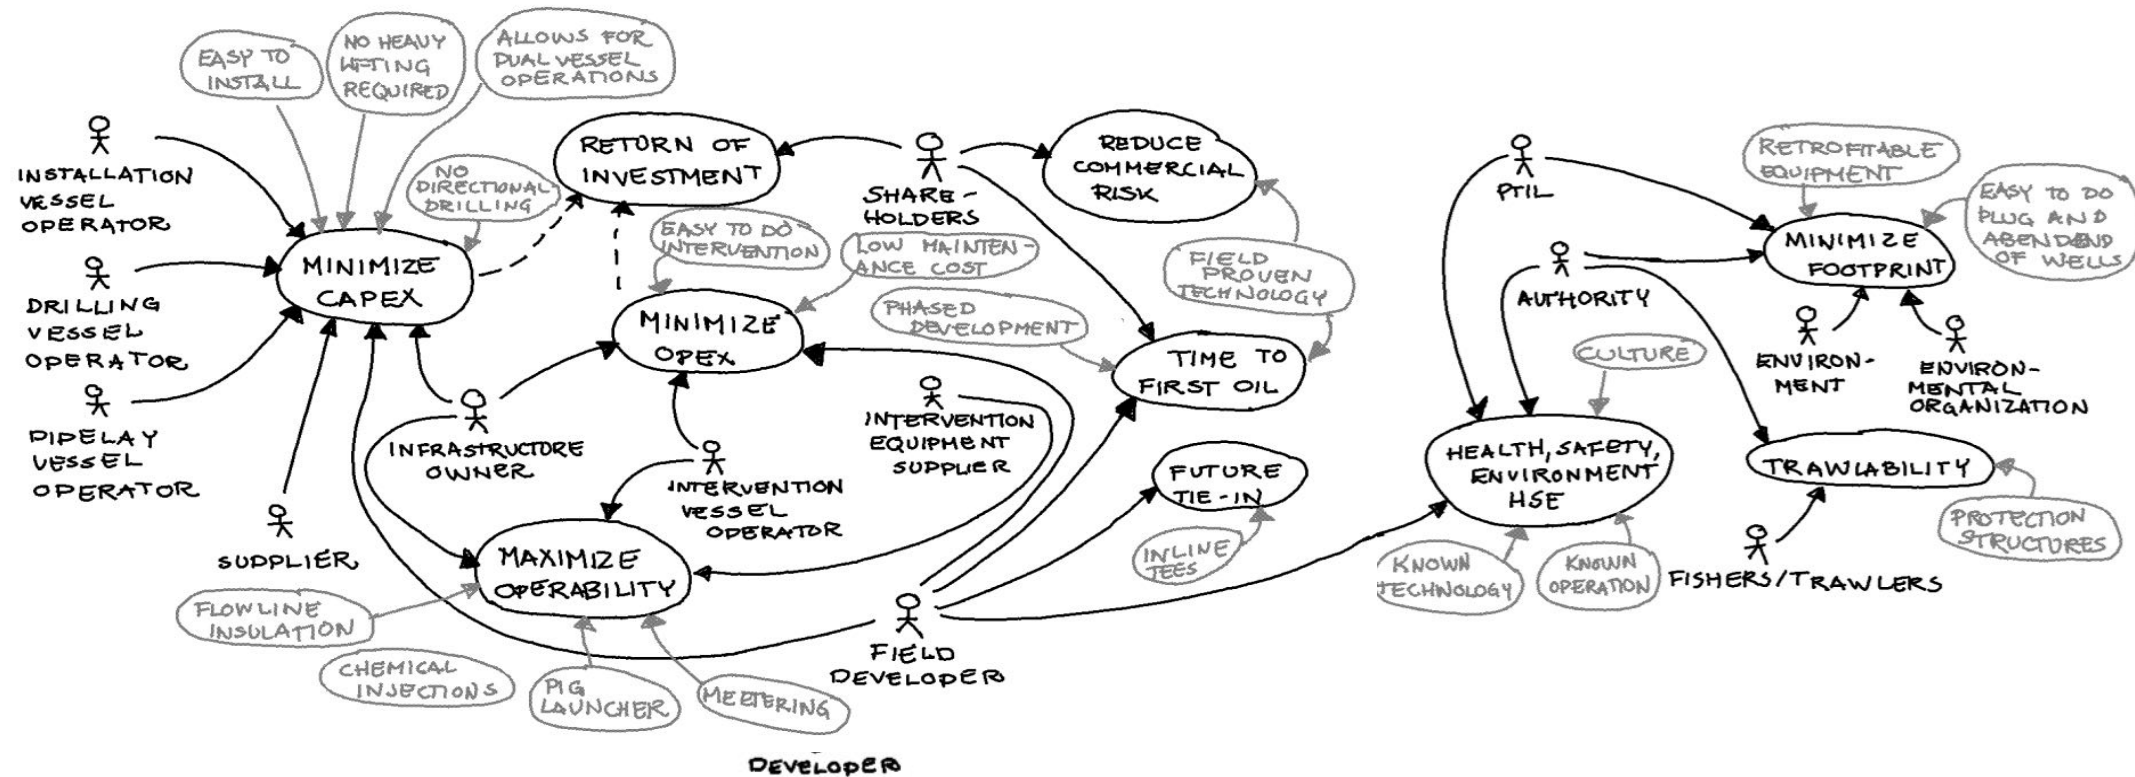 EASY TO
INSTALL
NO HEAVY
LIFTING
REQUIRED
ALLOWS FOR
DUAL VESSEL
OPERATIONS
INSTALLATION
VESSEL
OPERATOR
NO
DIRECTIONAL
DRILLING
RETURN OF
INVESTMENT
SHARE-
HOLDERS
REDUCE
COMMERCIAL
RISK
PTIL
RETROFITABLE
EQUIPMENT
EASY TO DO
PLUG AND
ABENDEND
OF WELLS
MINIMIZE
CAPEX
EASY TO DO
INTERVENTION
LOW MAINTEN-
ANCE COST
FIELD
PROVEN
TECHNOLOGY
AUTHORITY
MINIMIZE
FOOTPRINT
DRILLING
VESSEL
OPERATOR
MINIMIZE
OPEX
PHASED
DEVELOPMENT
TIME TO
FIRST OIL
CULTURE
ENVIRON-
MENT
ENVIRON-
MENTAL
ORGANIZATION
PIPELAY
VESSEL
OPERATOR
INFRASTRUCTORE
OWNER
INTERVENTION
EQUIPMENT
SUPPLIER
FUTURE
TIE-IN
HEALTH, SAFETY,
ENVIRONMENT
HSE
TRAWLABILITY
SUPPLIER
INTERVENTION
VESSEL
OPERATOR
INLINE
TEES
PROTECTION
STRUCTURES
MAXIMIZE
OPERABILITY
KNOWN
TECHNOLOGY
KNOWN
OPERATION
FISHERS/TRAWLERS
FLOWLINE
INSULATION
CHEMICAL
INJECTIONS
PIG
LAUNCHER
MEETERING
FIELD
DEVELOPER
DEVELOPER